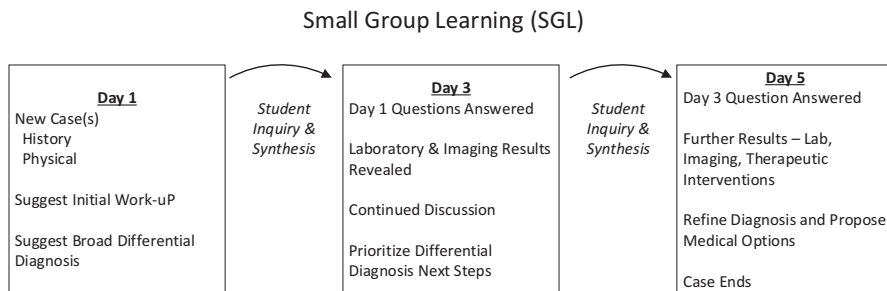 Small Group Learning (SGL)
Day 1
New Case(s)
History
Physical
Suggest Initial Work-uP
Suggest Broad Differential
Diagnosis
Student
Inquiry &
Synthesis
Day 3
Day 1 Questions Answered
Laboratory & Imaging Results
Revealed
Continued Discussion
Prioritize Differential
Diagnosis Next Steps
Student
Inquiry &
Synthesis
Day 5
Day 3 Question Answered
Further Results – Lab,
Imaging, Therapeutic
Interventions
Refine Diagnosis and Propose
Medical Options
Case Ends